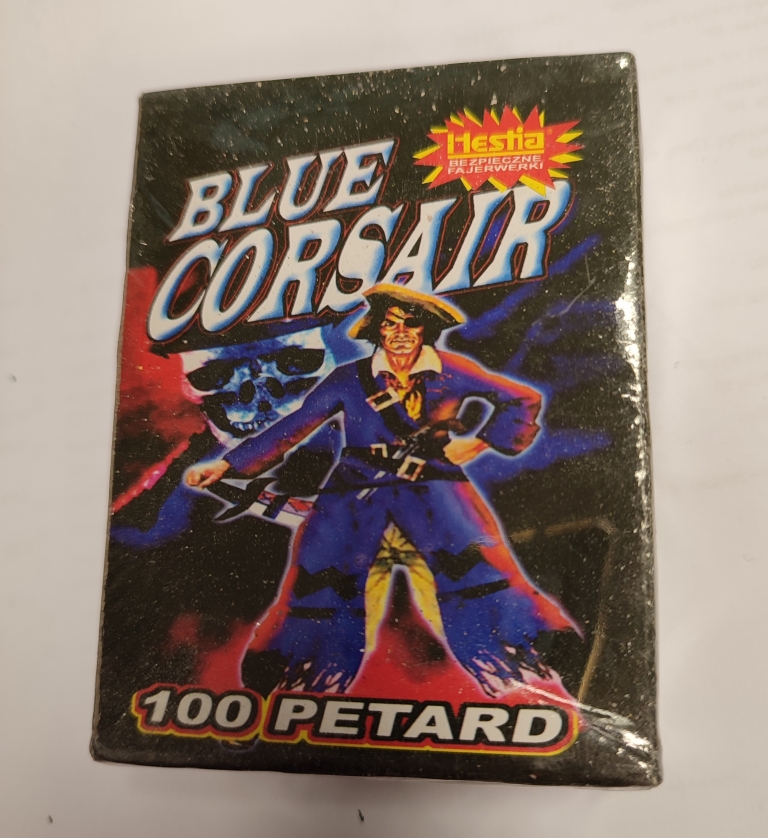 Hestia
BEZPIECZNE
FAJERWERKI
BLUE
CORSAIR
100 PETARD